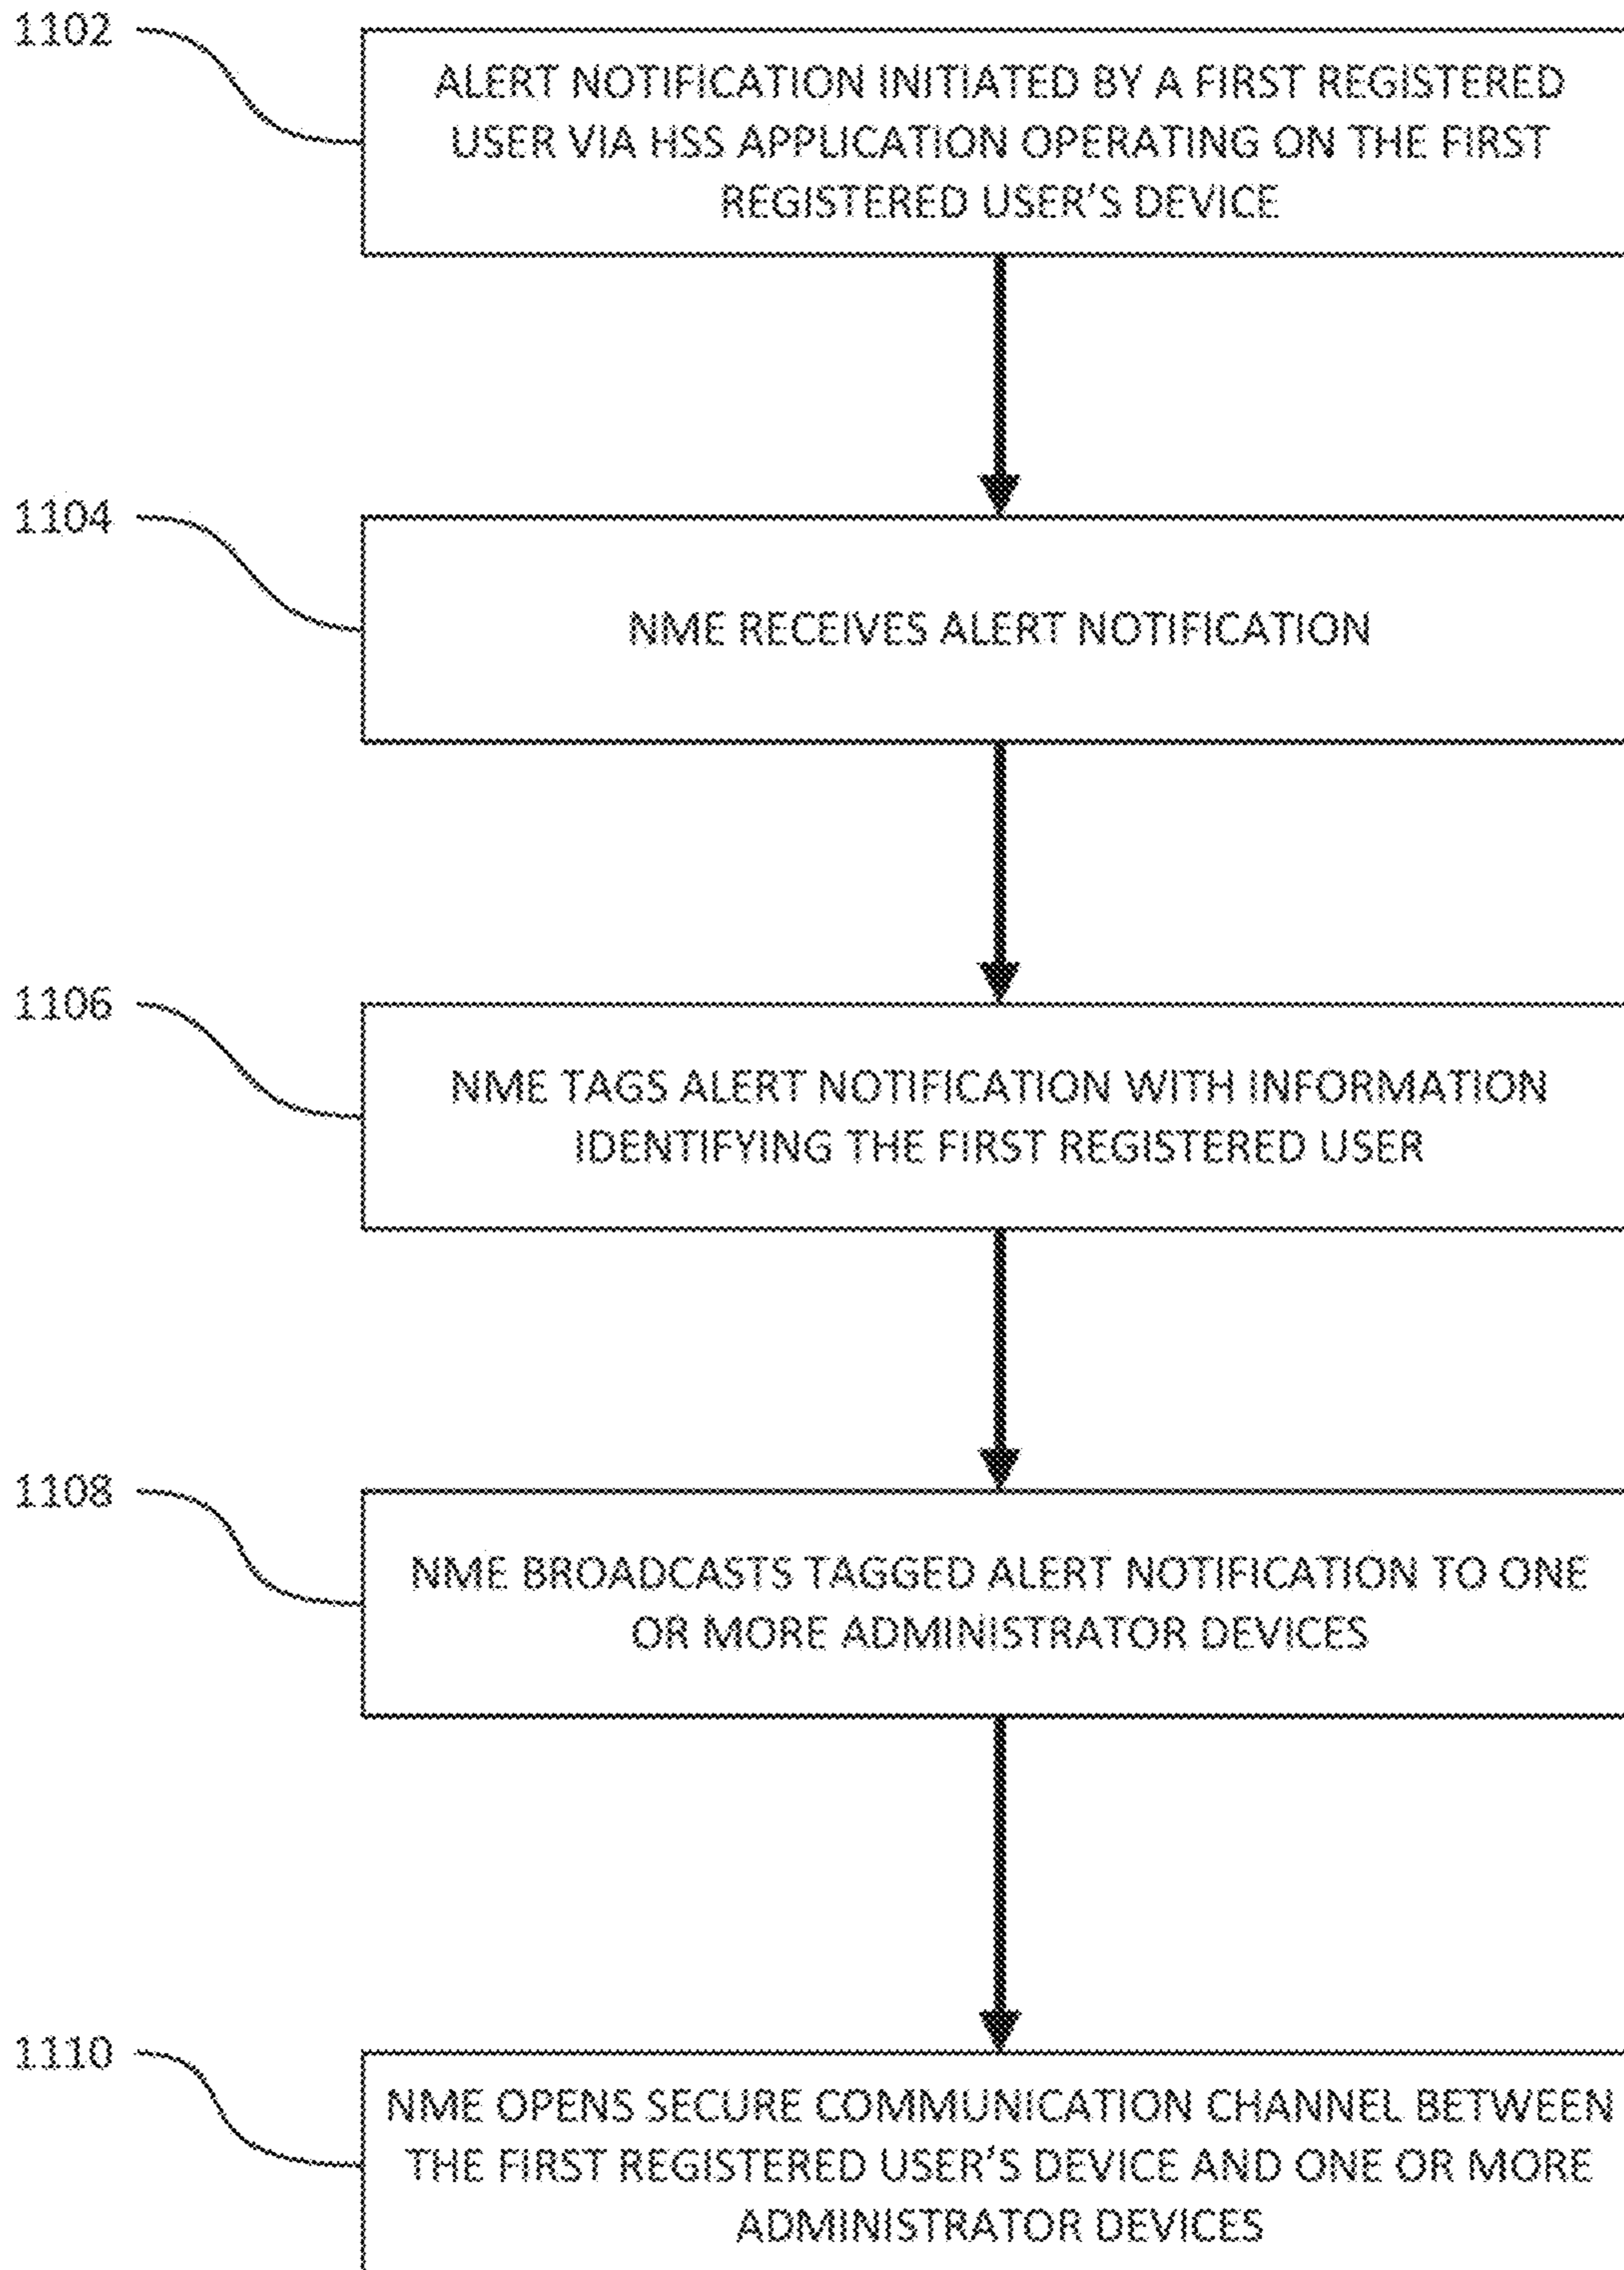 1102
ALERT NOTIFICATION INITIATED BY A FIRST REGISTERED
USER VIA HSS APPLICATION OPERATING ON THE FIRST
REGISTERED USER'S DEVICE
1104
NME RECEIVES ALERT NOTIFICATION
1106
NME TAGS ALERT NOTIFICATION WITH INFORMATION
IDENTIFYING THE FIRST REGISTERED USER
1108
NME BROADCASTS TAGGED ALERT NOTIFICATION TO ONE
OR MORE ADMINISTRATOR DEVICES
1110
NME OPENS SECURE COMMUNICATION CHANNEL BETWEEN
THE FIRST REGISTERED USER'S DEVICE AND ONE OR MORE
ADMINISTRATOR DEVICES